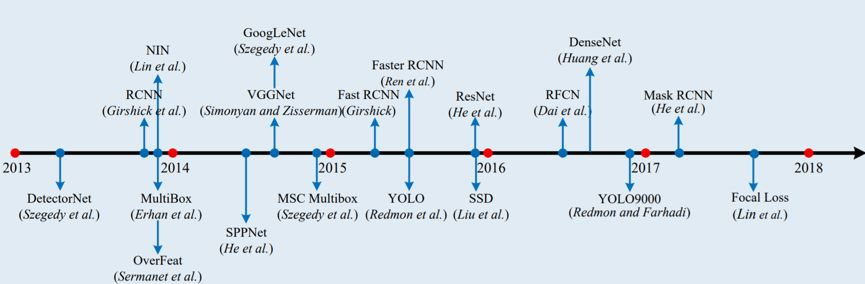 GoogLeNet
(Szegedy et al.)
DenseNet
(Huang et al.)
NIN
(Lin et al.)
Faster RCNN
(Ren et al.)
RCNN
(Girshick et al.)
VGGNet
(Simonyan and Zisserman)
Fast RCNN
(Girshick)
ResNet
(He et al.)
RFCN
(Dai et al.)
Mask RCNN
(He et al.)
2013
2014
2015
2016
2017
2018
DetectorNet
(Szegedy et al.)
MultiBox
(Erhan et al.)
MSC Multibox
(Szegedy et al.)
YOLO
(Redmon et al.)
SSD
(Liu et al.)
YOLO9000
(Redmon and Farhadi)
Focal Loss
(Lin et al.)
SPPNet
(He et al.)
OverFeat
(Sermanet et al.)